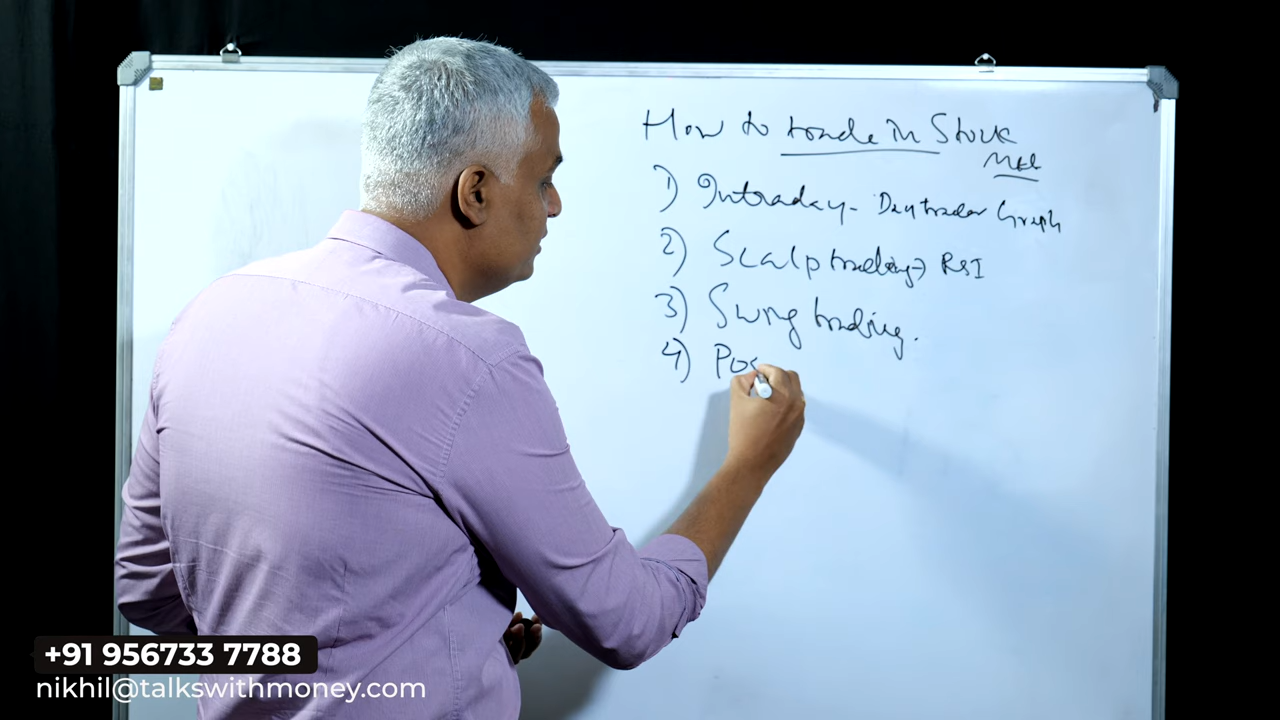 How to trade in Stock
Mkt
1) Intraday - Daytrader Graph
2) Scalp trading → RSI
3) Swing trading.
4) Pos
+91 956733 7788
nikhil@talkswithmoney.com